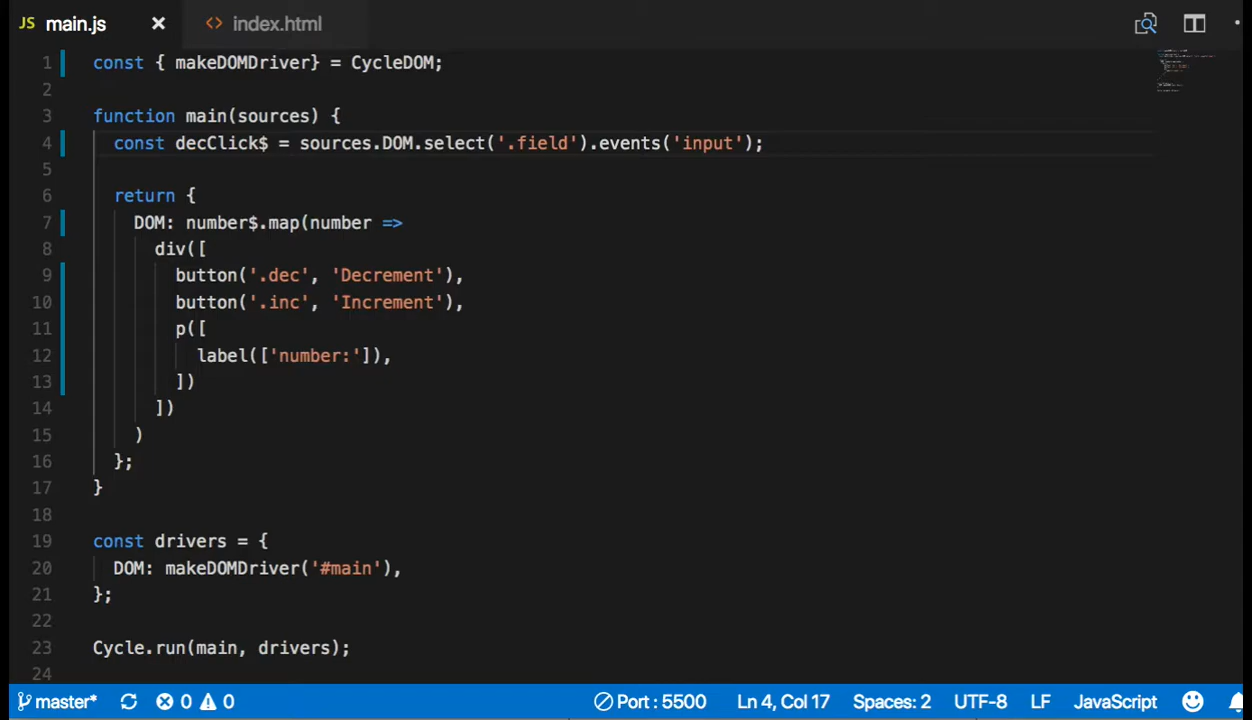 JS main.js × <> index.html
1 const { makeDOMDriver} = CycleDOM;
2
3 function main(sources) {
4 const decClick$ = sources.DOM.select('.field').events('input');
5
6 return {
7 DOM: number$.map(number =>
8 div([
9 button('.dec', 'Decrement'),
10 button('.inc', 'Increment'),
11 p([
12 label(['number:']),
13 ])
14 ])
15 )
16 };
17 }
18
19 const drivers = {
20 DOM: makeDOMDriver('#main'),
21 };
22
23 Cycle.run(main, drivers);
24
master* 0 0 Port : 5500 Ln 4, Col 17 Spaces: 2 UTF-8 LF JavaScript